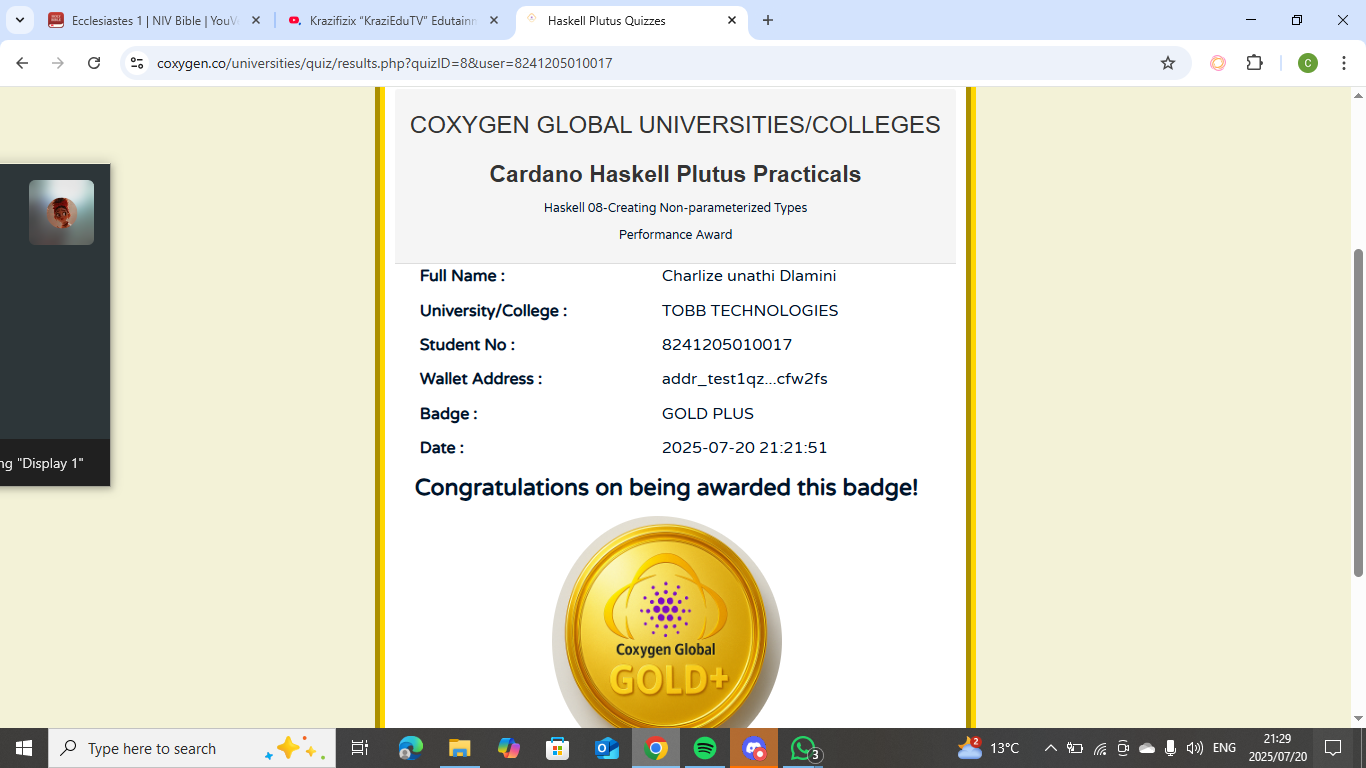 Ecclesiastes 1 | NIV Bible | YouV
Krazifizix “KraziEduTV” Edutainn
Haskell Plutus Quizzes
coxygen.co/universities/quiz/results.php?quizID=8&user=8241205010017
C
COXYGEN GLOBAL UNIVERSITIES/COLLEGES
Cardano Haskell Plutus Practicals
Haskell 08-Creating Non-parameterized Types
Performance Award
Full Name : Charlize unathi Dlamini
University/College : TOBB TECHNOLOGIES
Student No : 8241205010017
Wallet Address : addr_test1qz...cfw2fs
Badge : GOLD PLUS
Date : 2025-07-20 21:21:51
ng "Display 1"
Congratulations on being awarded this badge!
Coxygen Global
GOLD+
Type here to search
3
2
13°C
ENG
21:29
2025/07/20